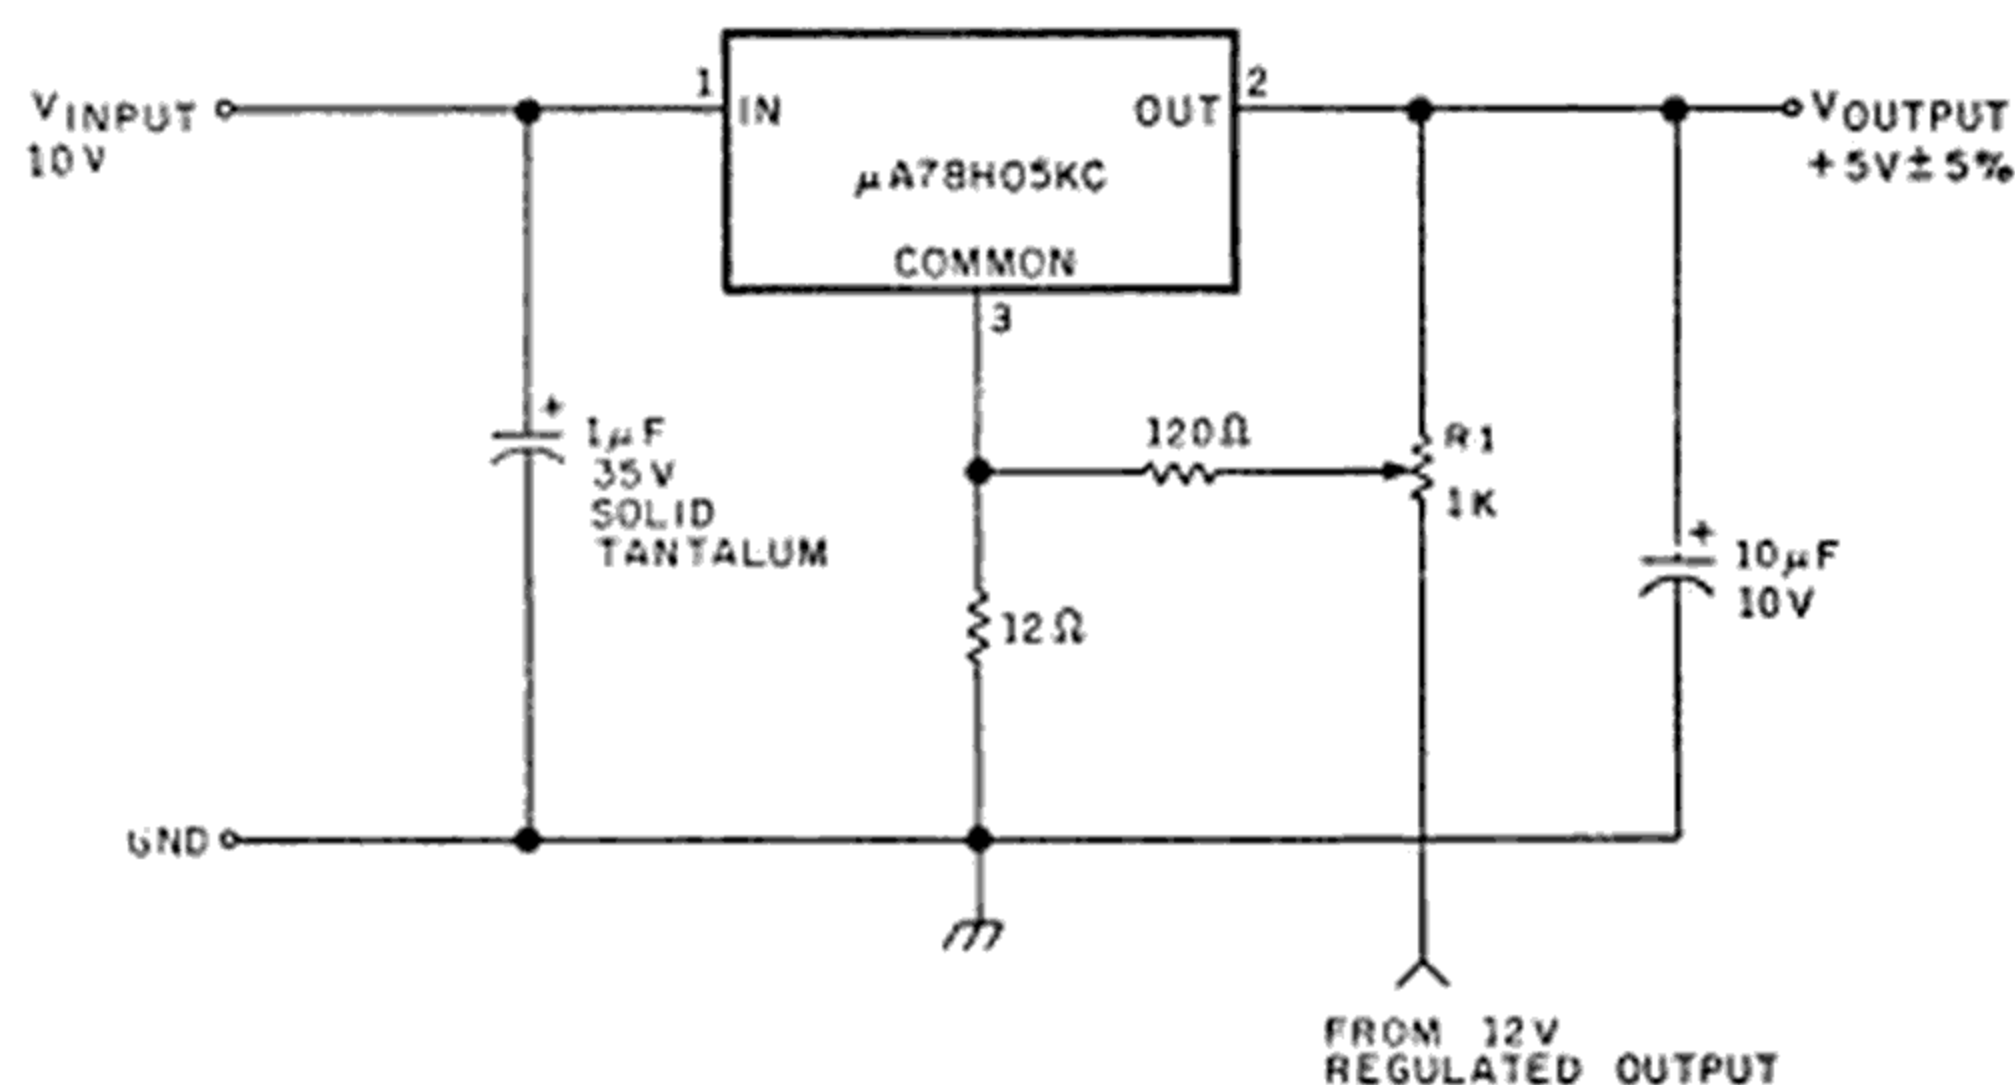 VINPUT
10V
1
IN
OUT
2
VOUTPUT
+5V±5%
μA78H05KC
COMMON
3
1μF
35V
SOLID
TANTALUM
120Ω
R1
1K
10μF
10V
12Ω
GND
FROM 12V
REGULATED OUTPUT